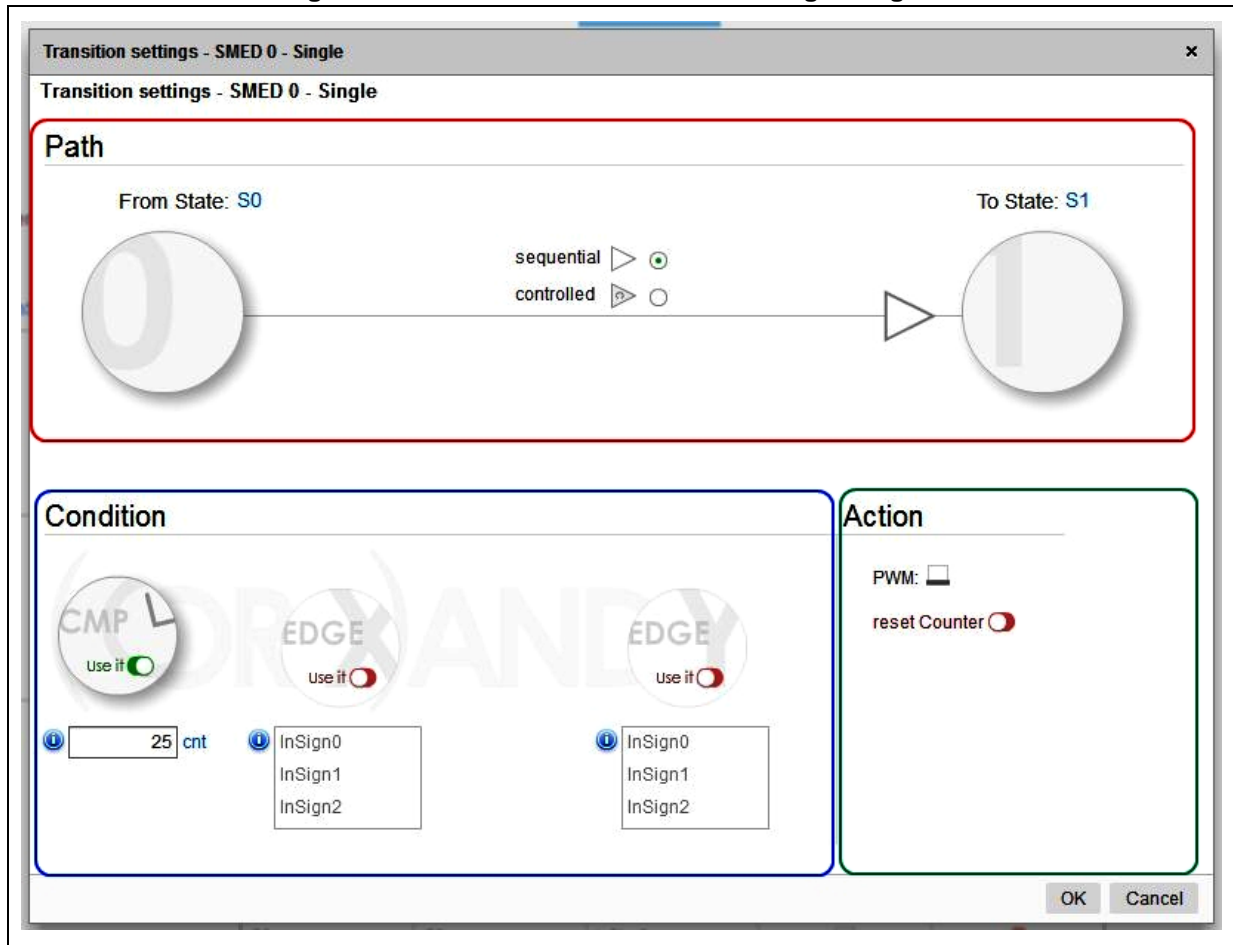 Transition settings - SMED 0 - Single ×
Transition settings - SMED 0 - Single
Path
From State: S0
To State: S1
0
I
sequential
controlled
Condition
Action
(OR X) AND Y
CMP
Use it
EDGE
Use it
EDGE
Use it
PWM:
reset Counter
25 cnt
InSign0
InSign1
InSign2
InSign0
InSign1
InSign2
OK Cancel